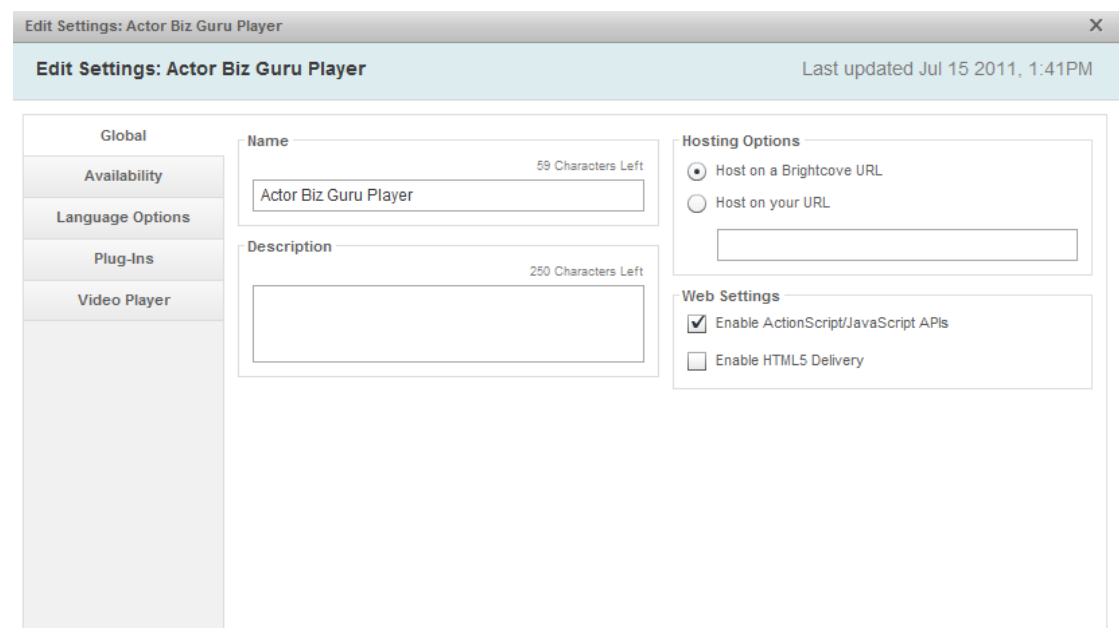 Edit Settings: Actor Biz Guru Player
Edit Settings: Actor Biz Guru Player
Last updated Jul 15 2011, 1:41PM
Global
Availability
Language Options
Plug-Ins
Video Player
Name
59 Characters Left
Actor Biz Guru Player
Description
250 Characters Left
Hosting Options
Host on a Brightcove URL
Host on your URL
Web Settings
Enable ActionScript/JavaScript APIs
Enable HTML5 Delivery